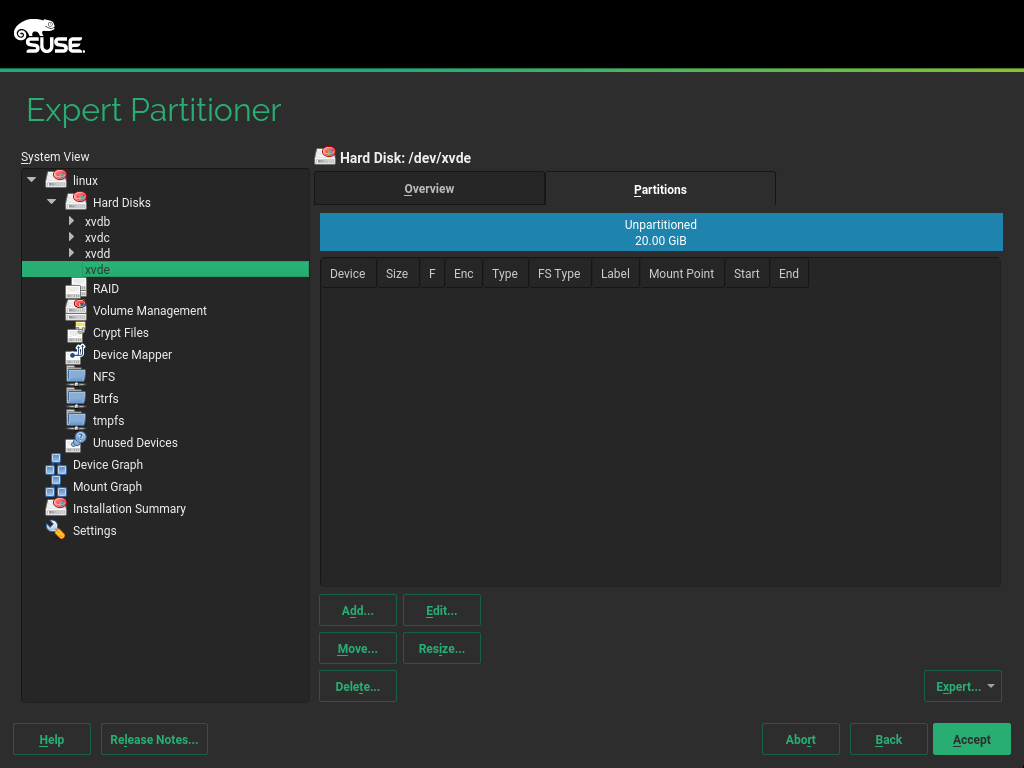 SUSE.
Expert Partitioner
System View
linux
Hard Disks
xvdb
xvdc
xvdd
xvde
RAID
Volume Management
Crypt Files
Device Mapper
NFS
Btrfs
tmpfs
Unused Devices
Device Graph
Mount Graph
Installation Summary
Settings
Hard Disk: /dev/xvde
Overview Partitions
Unpartitioned
20.00 GiB
Device Size F Enc Type FS Type Label Mount Point Start End
Add... Edit...
Move... Resize...
Delete... Expert...
Help Release Notes... Abort Back Accept